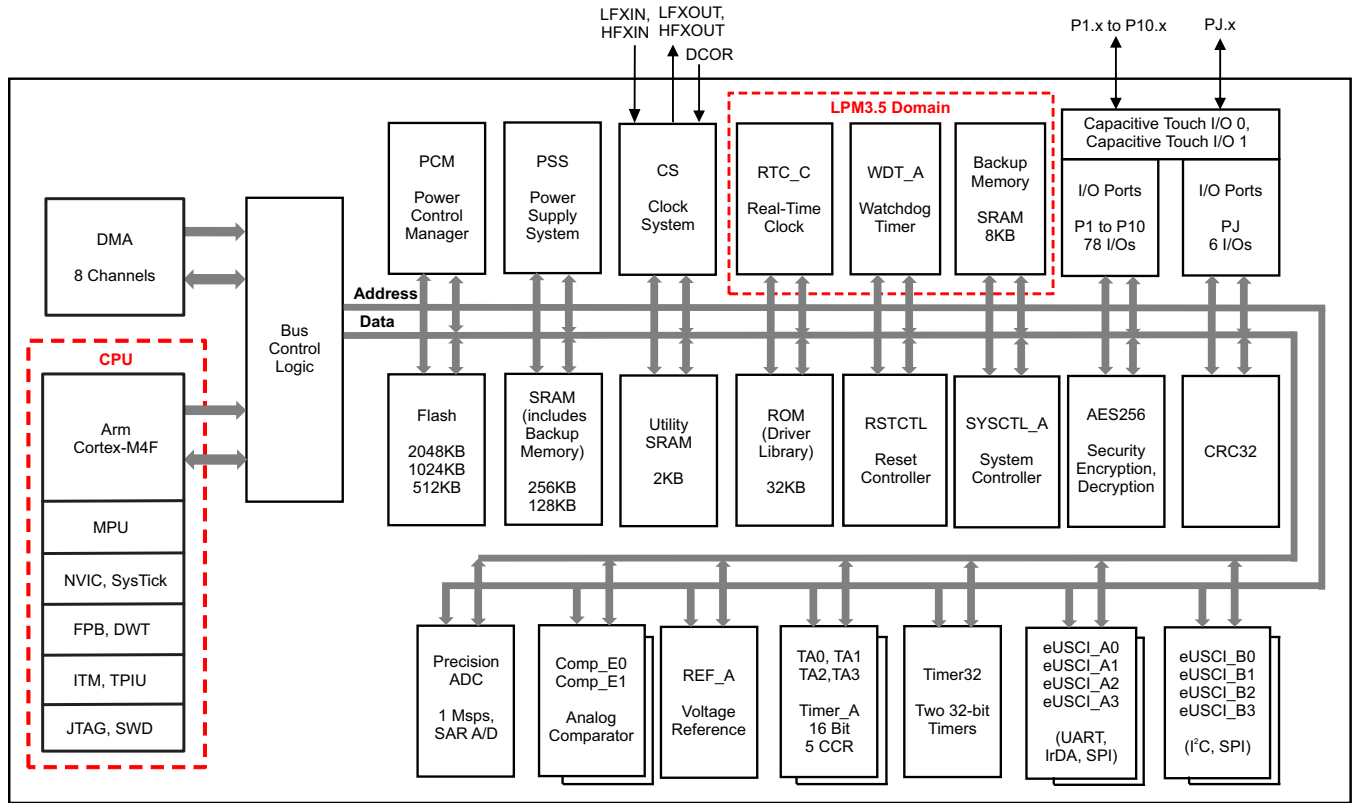 LFXIN,
HFXIN
LFXOUT,
HFXOUT
DCOR
P1.x to P10.x
PJ.x
LPM3.5 Domain
Capacitive Touch I/O 0,
Capacitive Touch I/O 1
PCM
Power
Control
Manager
PSS
Power
Supply
System
CS
Clock
System
RTC_C
Real-Time
Clock
WDT_A
Watchdog
Timer
Backup
Memory
SRAM
8KB
I/O Ports
P1 to P10
78 I/Os
I/O Ports
PJ
6 I/Os
DMA
8 Channels
Bus
Control
Logic
Address
Data
CPU
Arm
Cortex-M4F
MPU
NVIC, SysTick
FPB, DWT
ITM, TPIU
JTAG, SWD
Flash
2048KB
1024KB
512KB
SRAM
(includes
Backup
Memory)
256KB
128KB
Utility
SRAM
2KB
ROM
(Driver
Library)
32KB
RSTCTL
Reset
Controller
SYSCTL_A
System
Controller
AES256
Security
Encryption,
Decryption
CRC32
Precision
ADC
1 Msps,
SAR A/D
Comp_E0
Comp_E1
Analog
Comparator
REF_A
Voltage
Reference
TA0, TA1
TA2,TA3
Timer_A
16 Bit
5 CCR
Timer32
Two 32-bit
Timers
eUSCI_A0
eUSCI_A1
eUSCI_A2
eUSCI_A3
(UART,
IrDA, SPI)
eUSCI_B0
eUSCI_B1
eUSCI_B2
eUSCI_B3
(I²C, SPI)